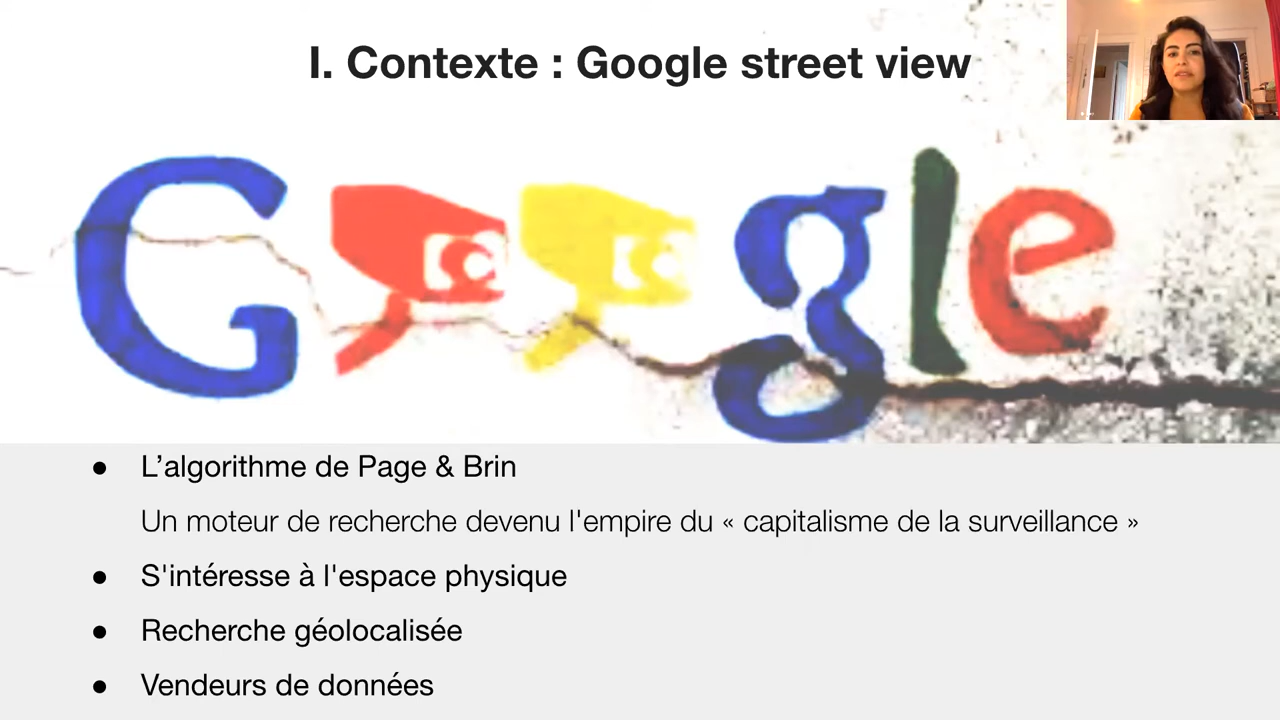 I. Contexte : Google street view
Google
● L’algorithme de Page & Brin
Un moteur de recherche devenu l'empire du « capitalisme de la surveillance »
● S'intéresse à l'espace physique
● Recherche géolocalisée
● Vendeurs de données